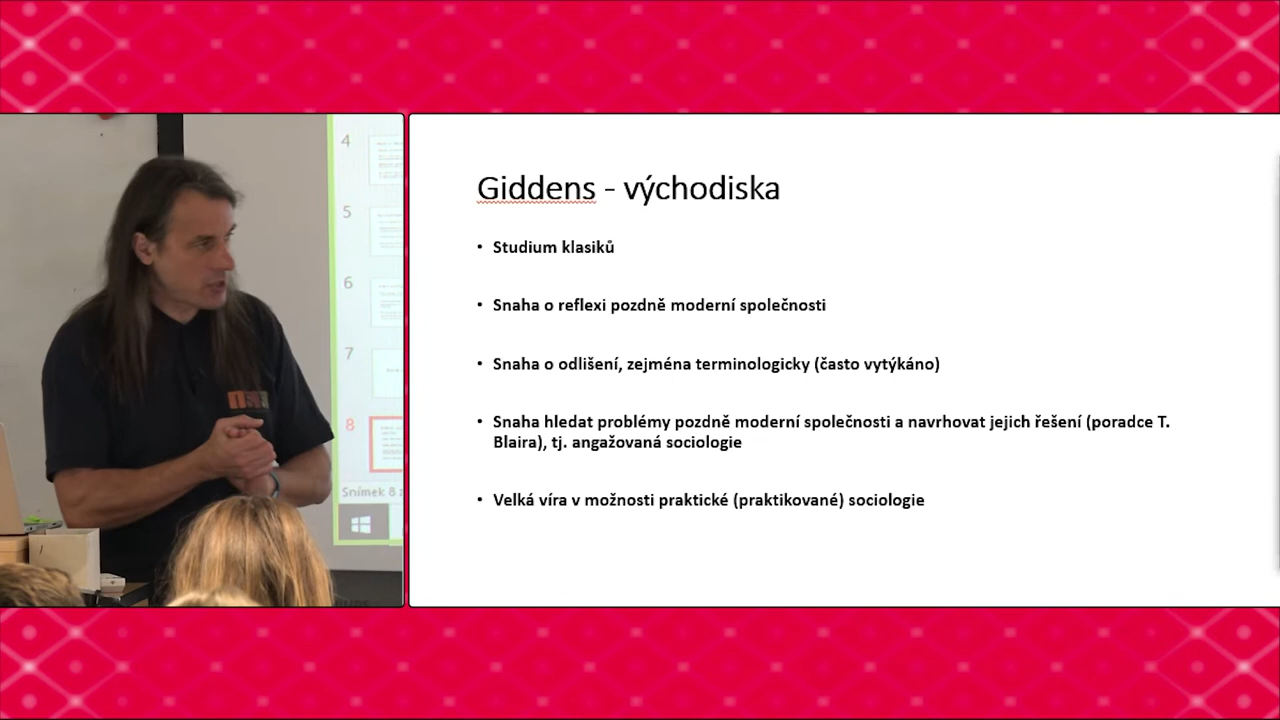 4
5
6
7
8
Snímek 8 z
Giddens - východiska
• Studium klasiků
• Snaha o reflexi pozdně moderní společnosti
• Snaha o odlišení, zejména terminologicky (často vytýkáno)
• Snaha hledat problémy pozdně moderní společnosti a navrhovat jejich řešení (poradce T.
Blaira), tj. angažovaná sociologie
• Velká víra v možnosti praktické (praktikované) sociologie